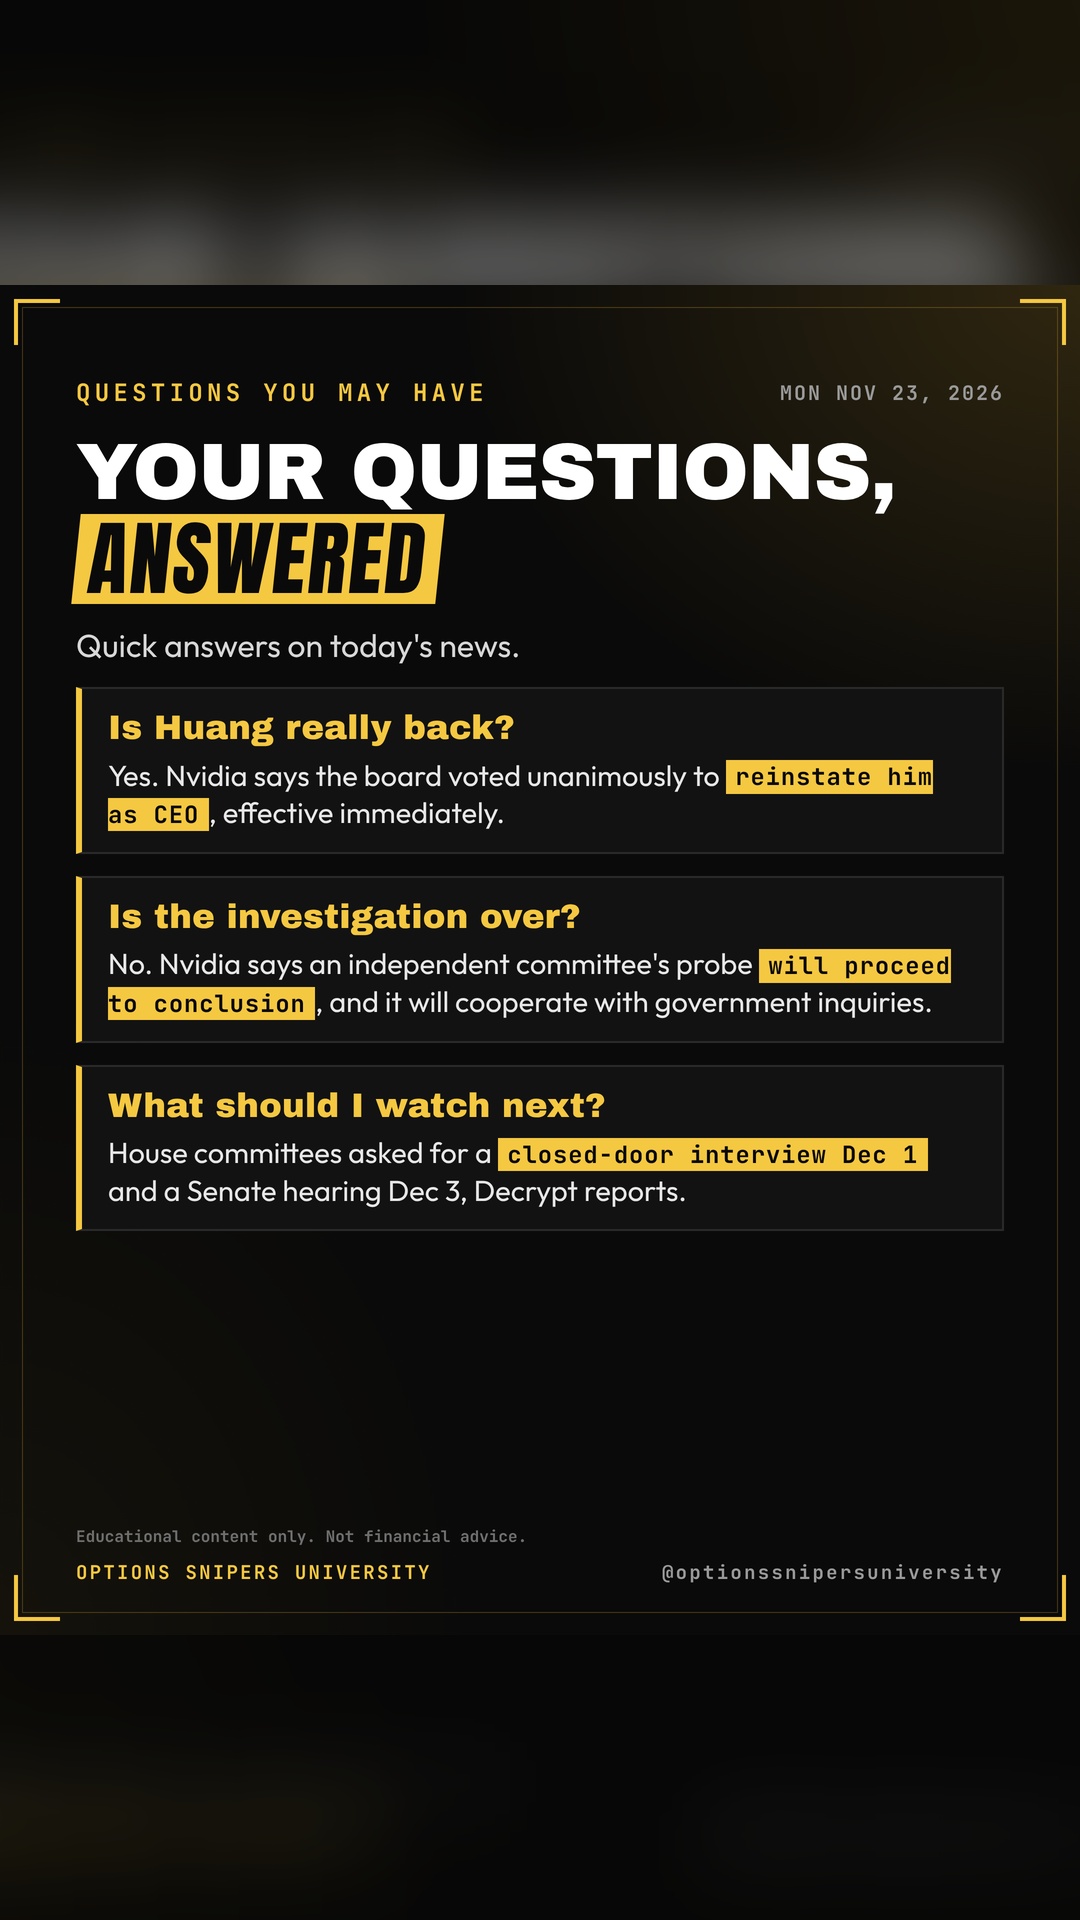 QUESTIONS YOU MAY HAVE
MON NOV 23, 2026
YOUR QUESTIONS,
ANSWERED
Quick answers on today's news.
Is Huang really back?
Yes. Nvidia says the board voted unanimously to reinstate him
as CEO, effective immediately.
Is the investigation over?
No. Nvidia says an independent committee's probe will proceed
to conclusion, and it will cooperate with government inquiries.
What should I watch next?
House committees asked for a closed-door interview Dec 1
and a Senate hearing Dec 3, Decrypt reports.
Educational content only. Not financial advice.
OPTIONS SNIPERS UNIVERSITY
@optionssnipersuniversity